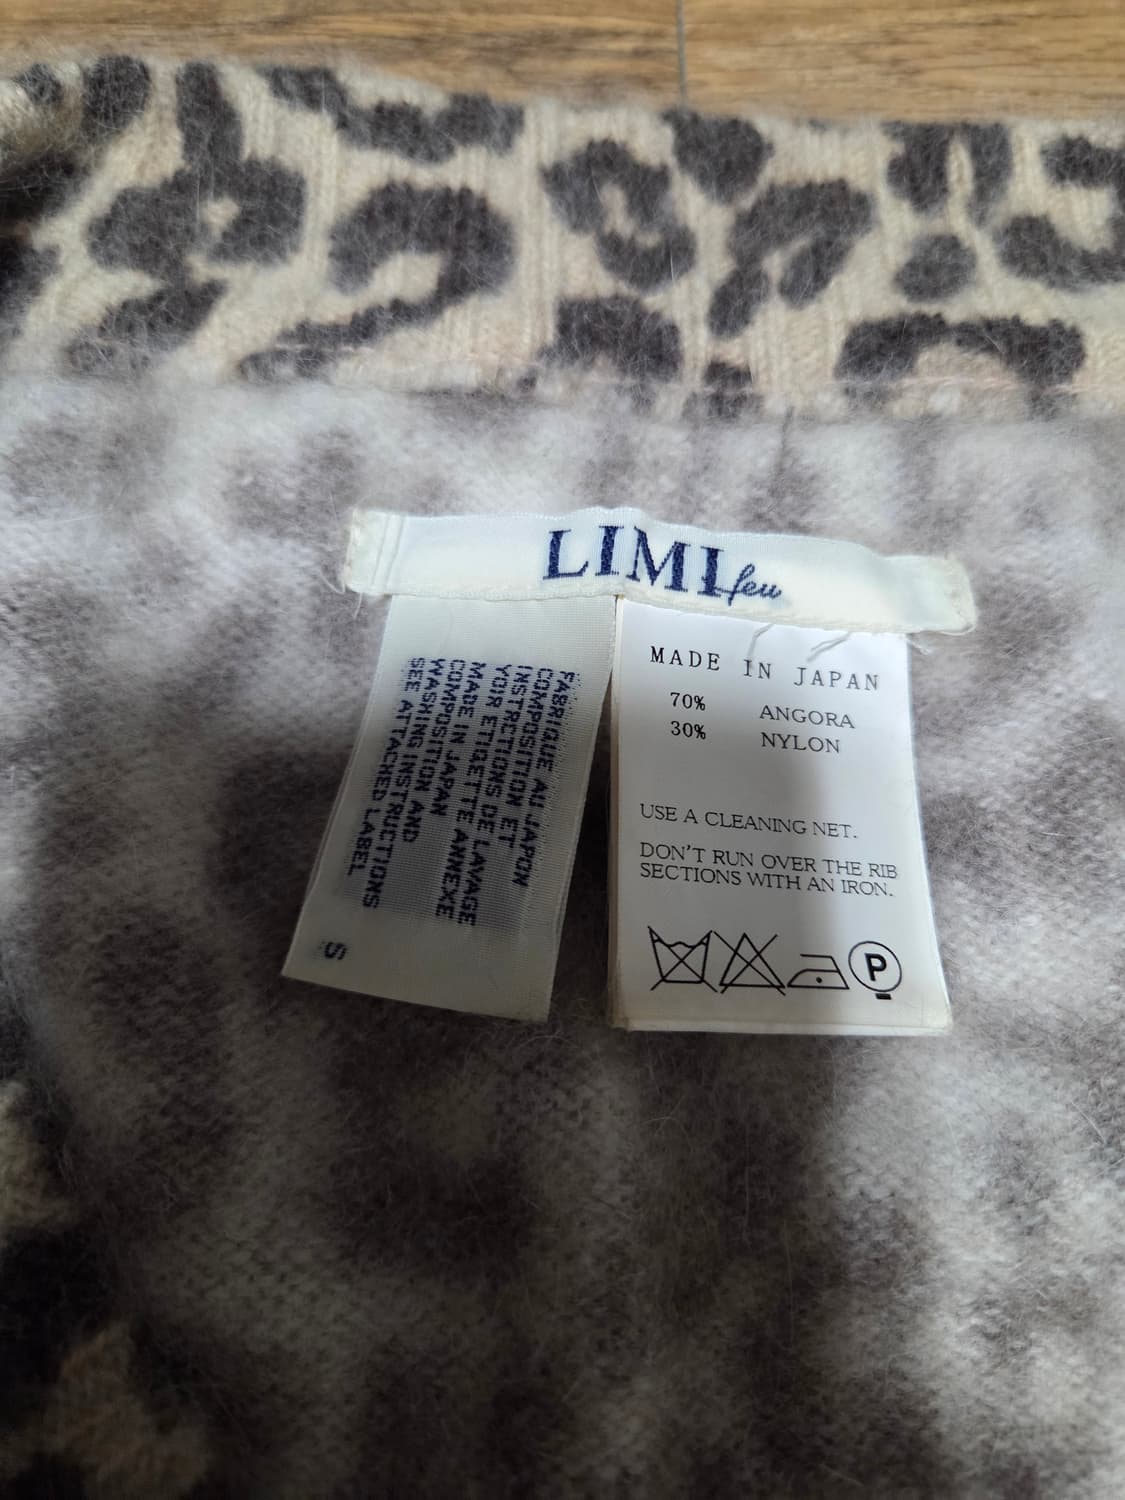 LIMI feu
FABRIQUE AU JAPON
COMPOSITION ET
INSTRCTIONS DE LAVAGE
VOIR ETIQETTE ANNEXE
MADE IN JAPAN
COMPOSITION AND
WASHING INSTRUCTIONS
SEE ATTACHED LABEL
S
MADE IN JAPAN
70% ANGORA
30% NYLON
USE A CLEANING NET.
DON'T RUN OVER THE RIB
SECTIONS WITH AN IRON.
P